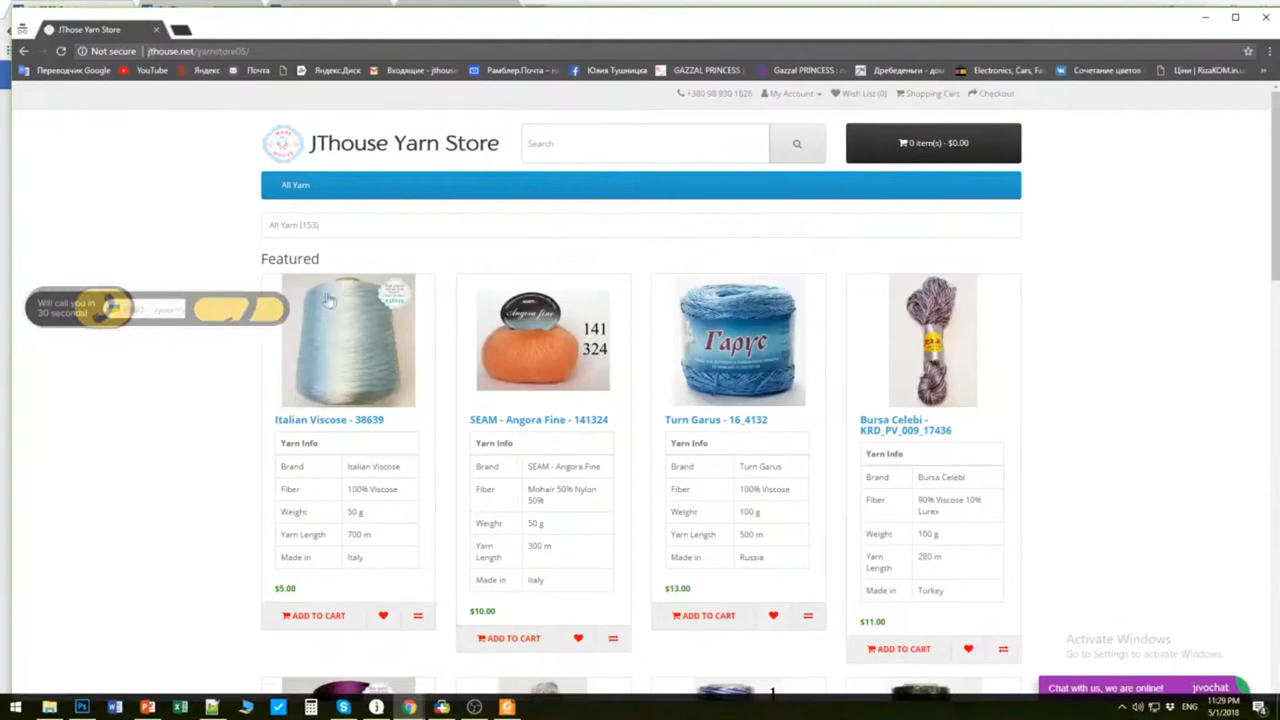 JThose Yarn Store
Not secure | jthouse.net/yarnstore05/
Переводчик Google YouTube Яндекс Почта Яндекс.Диск Входящие - jthouse Рамблер.Почта – н Юлия Тушницка GAZZAL PRINCESS | Gazzal PRINCESS : Дребеденьги - дом Electronics, Cars, Fa Сочетание цветов Ціни | RizaKOM.in.u »
+380 98 930 1626 My Account Wish List (0) Shopping Cart Checkout
JThouse Yarn Store
Search
0 item(s) - $0.00
All Yarn
All Yarn (153)
Featured
Will call you in
30 seconds!
MADE IN
HOUSE
SEAM
Angora fine
141
324
Гарус
Italian Viscose - 38639
Yarn Info
Brand Italian Viscose
Fiber 100% Viscose
Weight 50 g
Yarn Length 700 m
Made in Italy
$5.00
ADD TO CART
SEAM - Angora Fine - 141324
Yarn Info
Brand SEAM - Angora Fine
Fiber Mohair 50% Nylon
50%
Weight 50 g
Yarn 300 m
Length
Made in Italy
$10.00
ADD TO CART
Turn Garus - 16_4132
Yarn Info
Brand Turn Garus
Fiber 100% Viscose
Weight 100 g
Yarn Length 500 m
Made in Russia
$13.00
ADD TO CART
Bursa Celebi -
KRD_PV_009_17436
Yarn Info
Brand Bursa Celebi
Fiber 90% Viscose 10%
Lurex
Weight 100 g
Yarn 280 m
Length
Made in Turkey
$11.00
ADD TO CART
Activate Windows
Go to Settings to activate Windows.
Chat with us, we are online! jivochat
1
ENG
11:29 PM
5/1/2018
4